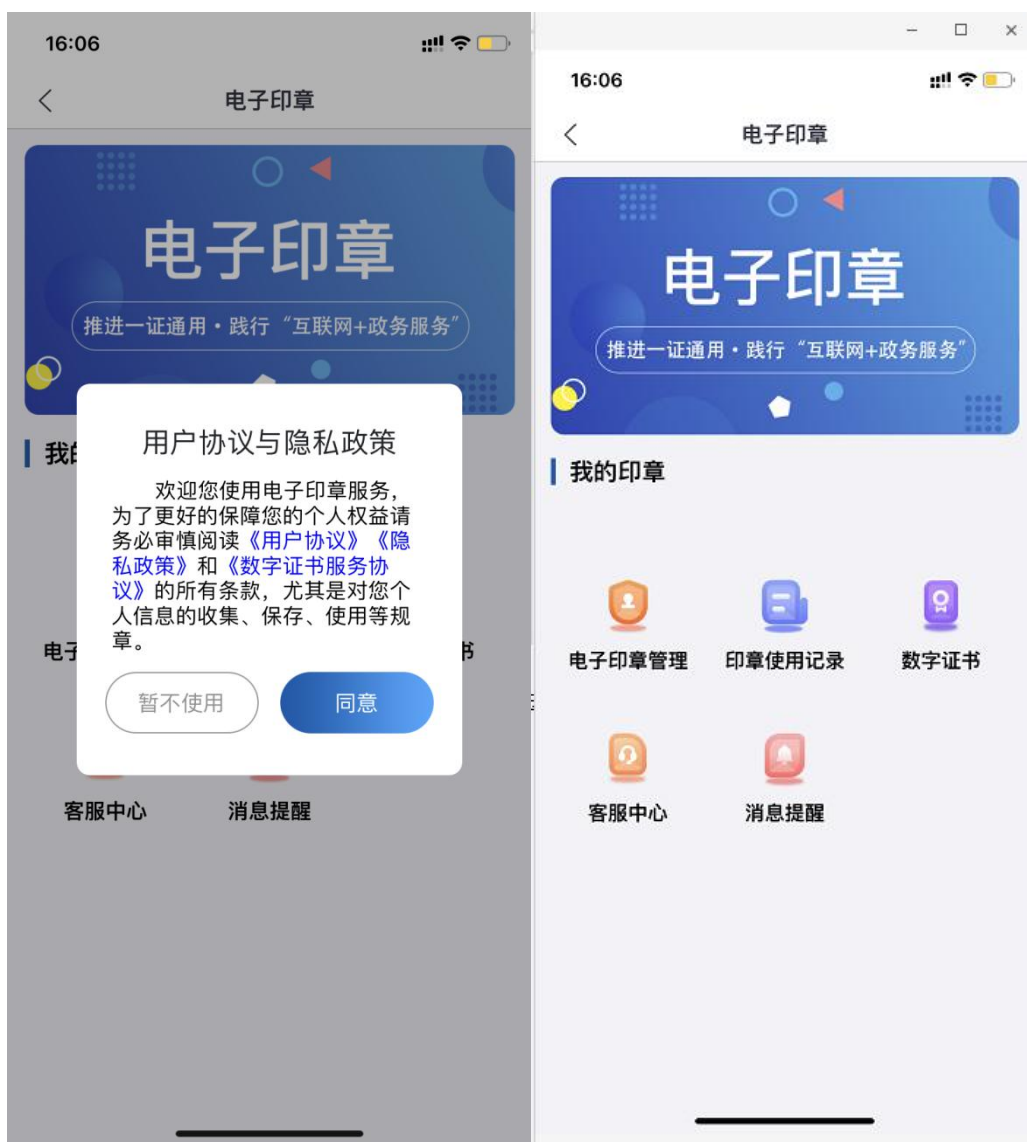 16:06
电子印章
电子印章
推进一证通用·践行“互联网+政务服务”
我的
用户协议与隐私政策
欢迎您使用电子印章服务，
为了更好的保障您的个人权益请
务必审慎阅读《用户协议》《隐
私政策》和《数字证书服务协
议》的所有条款，尤其是对您个
人信息的收集、保存、使用等规
章。
电子
书
暂不使用
同意
客服中心
消息提醒
16:06
电子印章
电子印章
推进一证通用·践行“互联网+政务服务”
我的印章
电子印章管理
印章使用记录
数字证书
客服中心
消息提醒